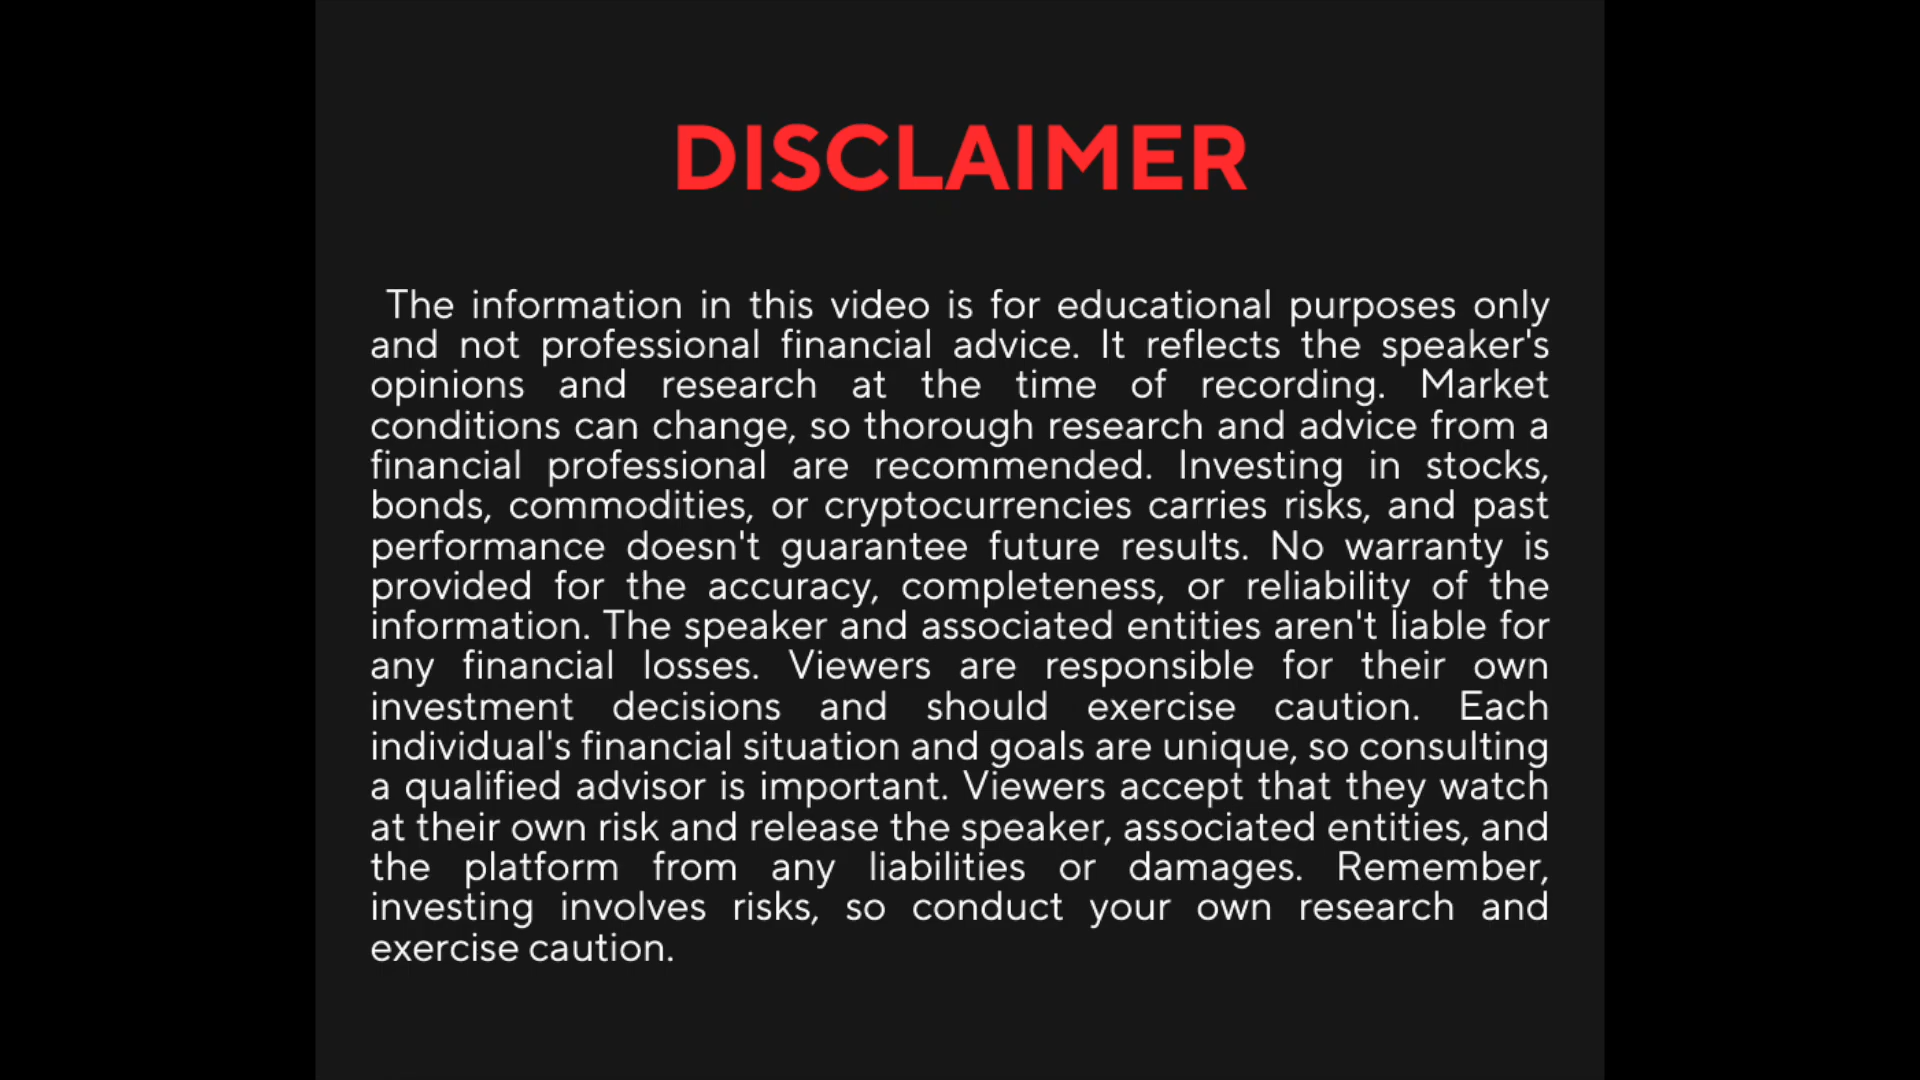 DISCLAIMER
The information in this video is for educational purposes only
and not professional financial advice. It reflects the speaker's
opinions and research at the time of recording. Market
conditions can change, so thorough research and advice from a
financial professional are recommended. Investing in stocks,
bonds, commodities, or cryptocurrencies carries risks, and past
performance doesn't guarantee future results. No warranty is
provided for the accuracy, completeness, or reliability of the
information. The speaker and associated entities aren't liable for
any financial losses. Viewers are responsible for their own
investment decisions and should exercise caution. Each
individual's financial situation and goals are unique, so consulting
a qualified advisor is important. Viewers accept that they watch
at their own risk and release the speaker, associated entities, and
the platform from any liabilities or damages. Remember,
investing involves risks, so conduct your own research and
exercise caution.